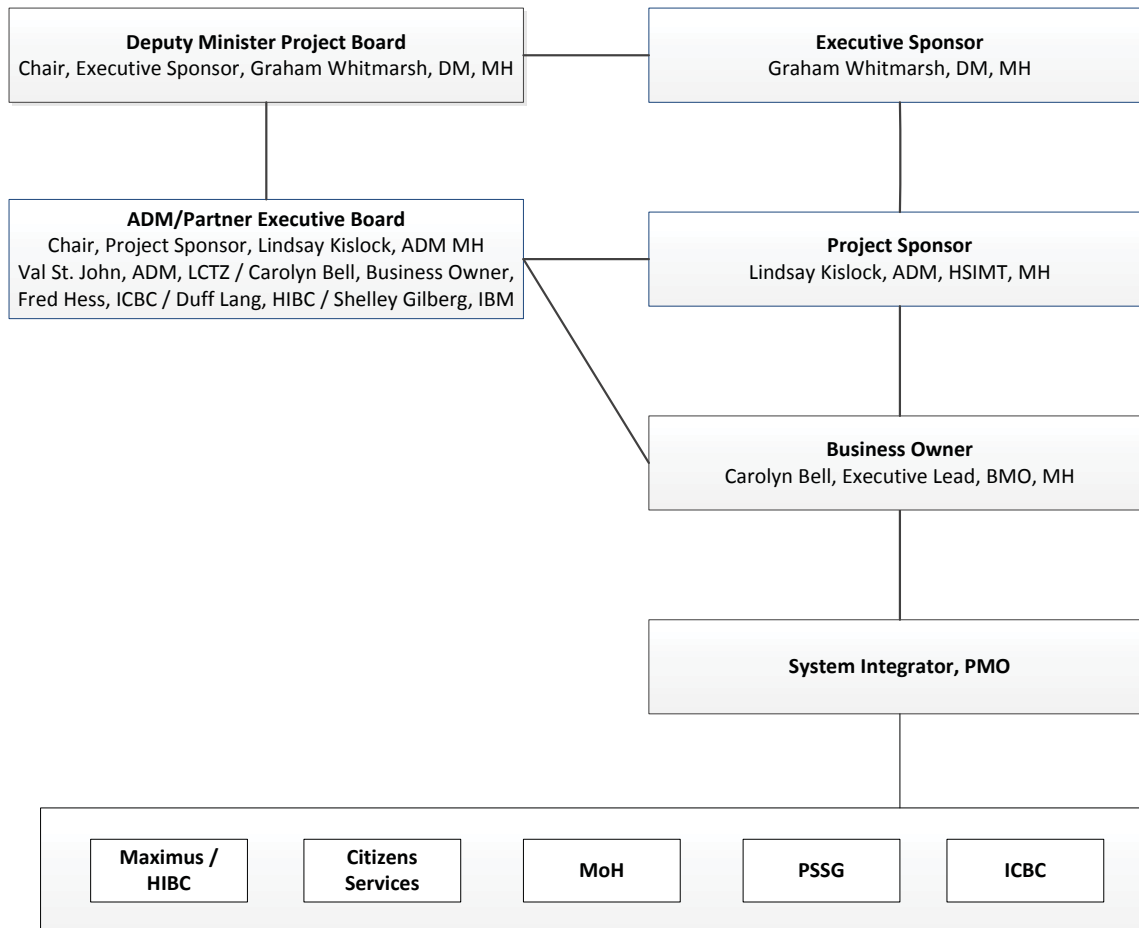 Deputy Minister Project Board
Chair, Executive Sponsor, Graham Whitmarsh, DM, MH
Executive Sponsor
Graham Whitmarsh, DM, MH
ADM/Partner Executive Board
Chair, Project Sponsor, Lindsay Kislock, ADM MH
Val St. John, ADM, LCTZ / Carolyn Bell, Business Owner,
Fred Hess, ICBC / Duff Lang, HIBC / Shelley Gilberg, IBM
Project Sponsor
Lindsay Kislock, ADM, HSIMT, MH
Business Owner
Carolyn Bell, Executive Lead, BMO, MH
System Integrator, PMO
Maximus /
HIBC
Citizens
Services
MoH
PSSG
ICBC